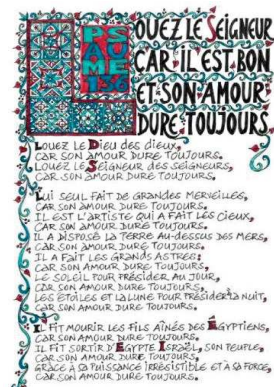 PSAUME 136
LOUEZ LE SEIGNEUR,
CAR IL EST BON,
ET SON AMOUR
DURE TOUJOURS.
LOUEZ LE DIEU des dieux,
CAR SON AMOUR DURE TOUJOURS.
LOUEZ LE SEIGNEUR des SEIGNEURS,
CAR SON AMOUR DURE TOUJOURS.
LUI SEUL FAIT DE GRANDES MERVEILLES,
CAR SON AMOUR DURE TOUJOURS.
IL EST L'ARTISTE QUI A FAIT LES CIEUX,
CAR SON AMOUR DURE TOUJOURS.
IL A DISPOSÉ LA TERRE AU-DESSUS DES MERS,
CAR SON AMOUR DURE TOUJOURS.
IL A FAIT LES GRANDS ASTRES:
CAR SON AMOUR DURE TOUJOURS.
LE SOLEIL POUR PRÉSIDER AU JOUR,
CAR SON AMOUR DURE TOUJOURS,
LES ÉTOILES ET LA LUNE POUR PRÉSIDER LA NUIT,
CAR SON AMOUR DURE TOUJOURS.
IL FIT MOURIR LES FILS AÎNÉS DES ÉGYPTIENS,
CAR SON AMOUR DURE TOUJOURS.
IL FIT SORTIR D'ÉGYPTE ISRAËL, SON PEUPLE,
CAR SON AMOUR DURE TOUJOURS,
GRÂCE À SA PUISSANCE IRRÉSISTIBLE ET À SA FORCE,
CAR SON AMOUR DURE TOUJOURS.